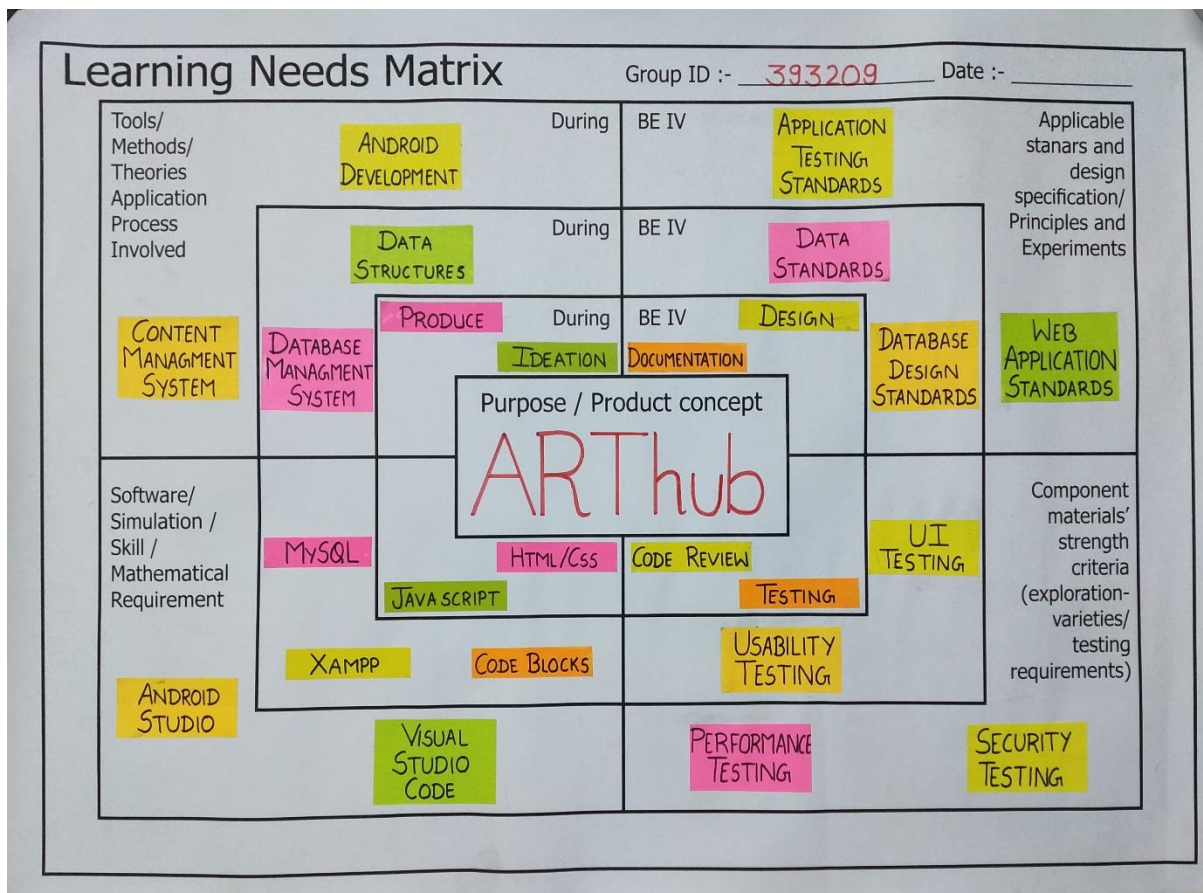 Learning Needs Matrix
Group ID :- 393209 Date :-
Tools/
Methods/
Theories
Application
Process
Involved
ANDROID
DEVELOPMENT
During
BE IV
APPLICATION
TESTING
STANDARDS
Applicable
stanars and
design
specification/
Principles and
Experiments
DATA
STRUCTURES
During
BE IV
DATA
STANDARDS
CONTENT
MANAGMENT
SYSTEM
DATABASE
MANAGMENT
SYSTEM
PRODUCE
During
IDEATION
BE IV
DESIGN
DOCUMENTATION
DATABASE
DESIGN
STANDARDS
WEB
APPLICATION
STANDARDS
Purpose / Product concept
ARThub
Software/
Simulation /
Skill /
Mathematical
Requirement
MYSQL
HTML/CSS
JAVASCRIPT
CODE REVIEW
TESTING
UI
TESTING
Component
materials’
strength
criteria
(exploration-
varieties/
testing
requirements)
XAMPP
CODE BLOCKS
USABILITY
TESTING
ANDROID
STUDIO
VISUAL
STUDIO
CODE
PERFORMANCE
TESTING
SECURITY
TESTING